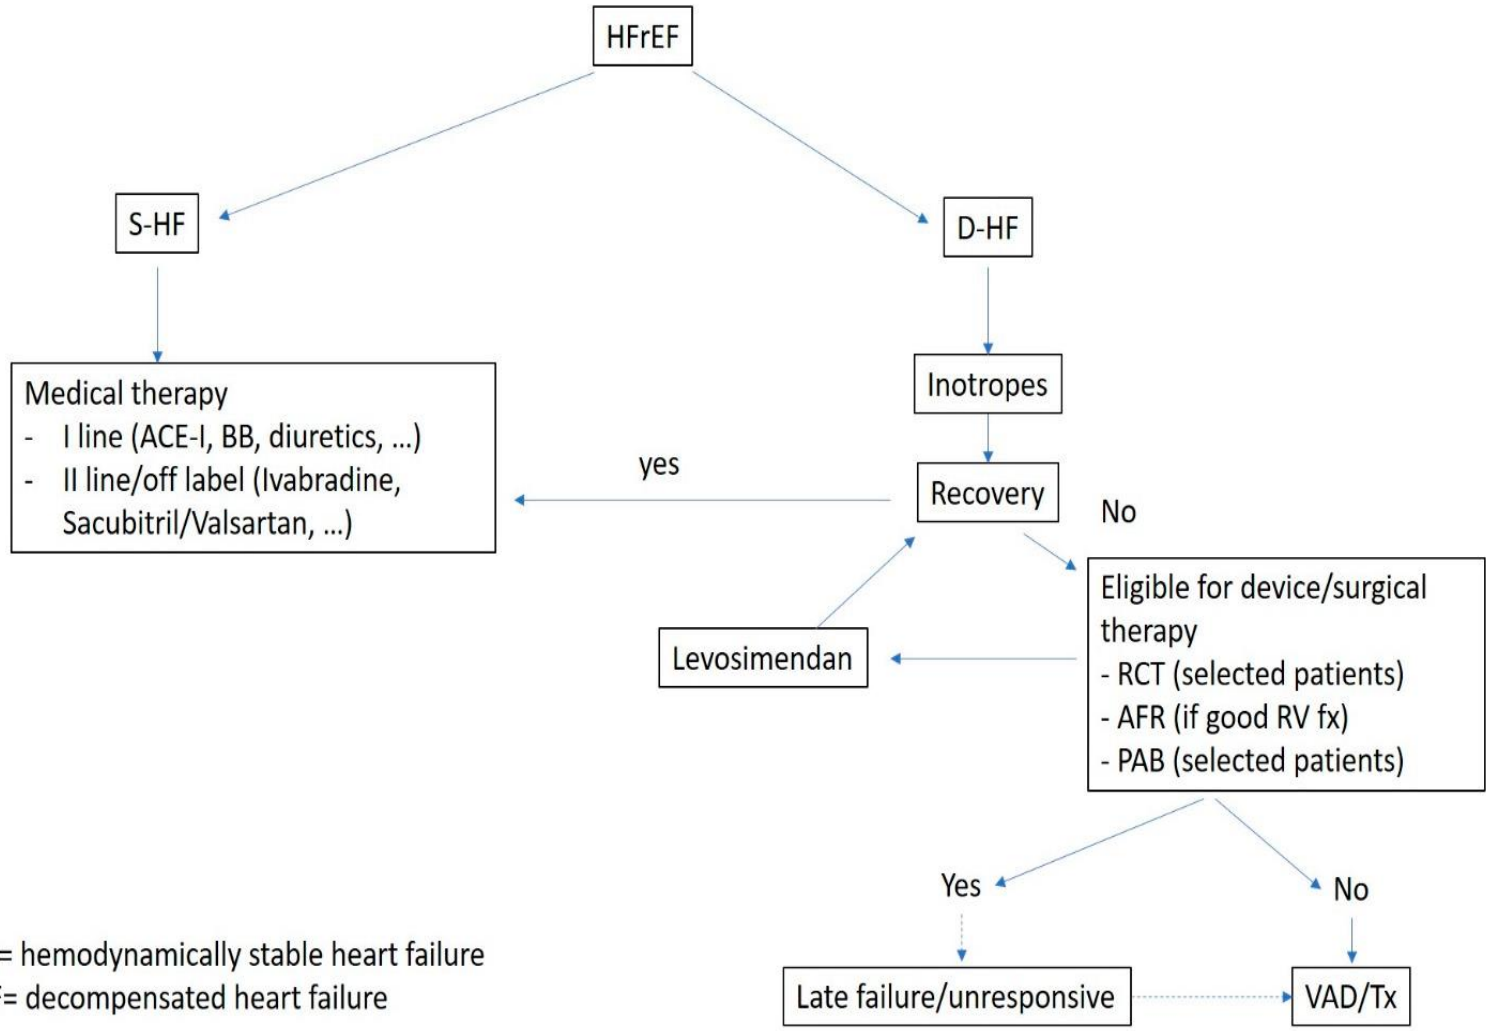 HFrEF
S-HF
D-HF
Medical therapy
- I line (ACE-I, BB, diuretics, ...)
- II line/off label (Ivabradine,
Sacubitril/Valsartan, ...)
Inotropes
yes
Recovery
No
Levosimendan
Eligible for device/surgical
therapy
- RCT (selected patients)
- AFR (if good RV fx)
- PAB (selected patients)
Yes
No
= hemodynamically stable heart failure
= decompensated heart failure
Late failure/unresponsive
VAD/Tx